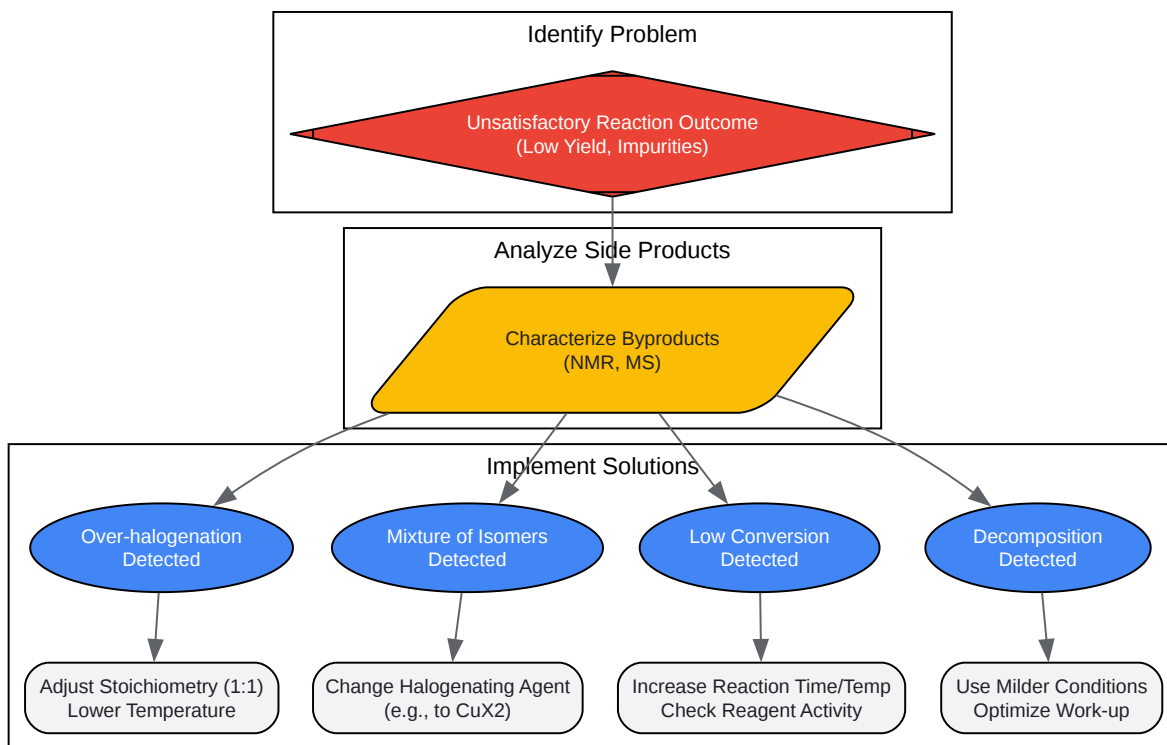 Identify Problem
Unsatisfactory Reaction Outcome
(Low Yield, Impurities)
Analyze Side Products
Characterize Byproducts
(NMR, MS)
Implement Solutions
Over-halogenation
Detected
Mixture of Isomers
Detected
Low Conversion
Detected
Decomposition
Detected
Adjust Stoichiometry (1:1)
Lower Temperature
Change Halogenating Agent
(e.g., to CuX2)
Increase Reaction Time/Temp
Check Reagent Activity
Use Milder Conditions
Optimize Work-up